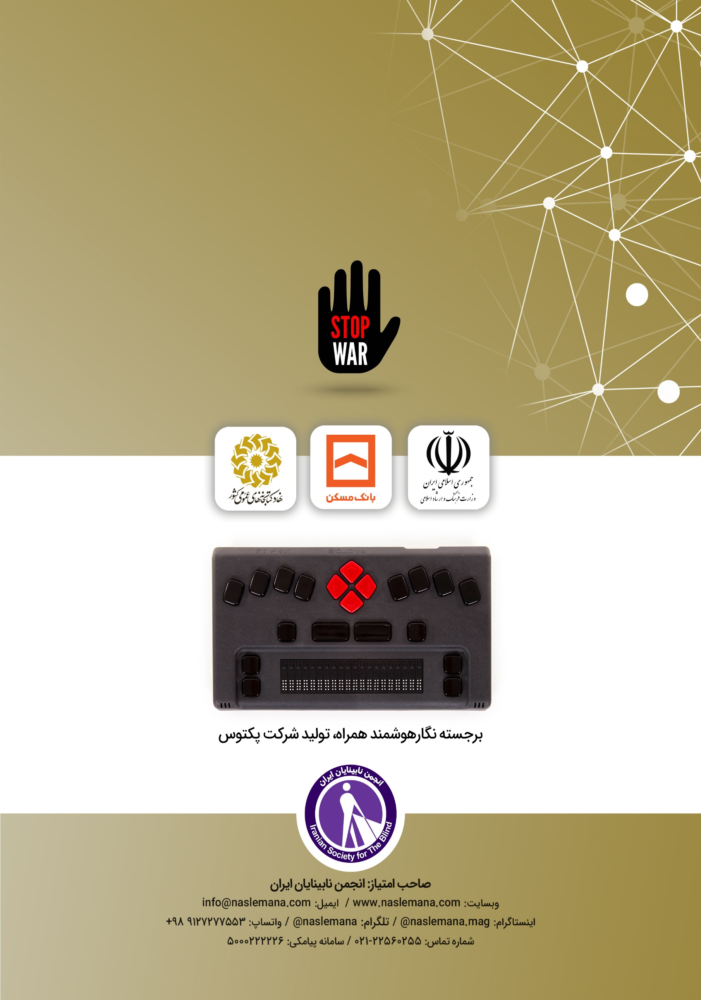 STOP
WAR
جمهوری اسلامی ایران
وزارت فرهنگ و ارشاد اسلامی
بانک مسکن
نهاد کتابخانه‌های عمومی کشور
برجسته نگارهوشمند همراه، تولید شرکت پکتوس
انجمن نابینایان ایران
Iranian Society for The Blind
صاحب امتیاز: انجمن نابینایان ایران
وبسایت: www.naslemana.com / ایمیل: info@naslemana.com
اینستاگرام: @naslemana.mag / تلگرام: @naslemana / واتساپ: ۹۱۲۷۲۷۷۵۵۳ ۹۸+
شماره تماس: ۲۲۵۶۰۲۵۵-۰۲۱ / سامانه پیامکی: ۵۰۰۰۲۲۲۲۲۶